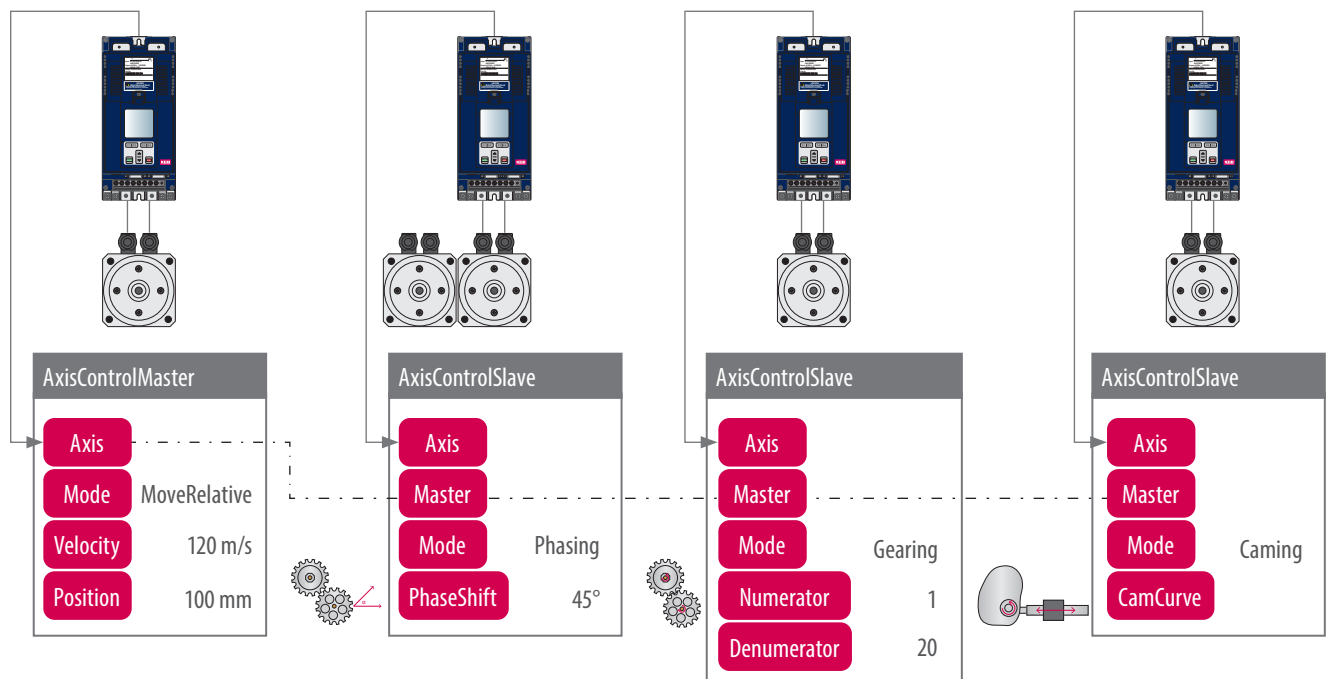 AxisControlMaster
Axis
Mode MoveRelative
Velocity 120 m/s
Position 100 mm
AxisControlSlave
Axis
Master
Mode Phasing
PhaseShift 45°
AxisControlSlave
Axis
Master
Mode Gearing
Numerator 1
Denumerator 20
AxisControlSlave
Axis
Master
Mode Caming
CamCurve